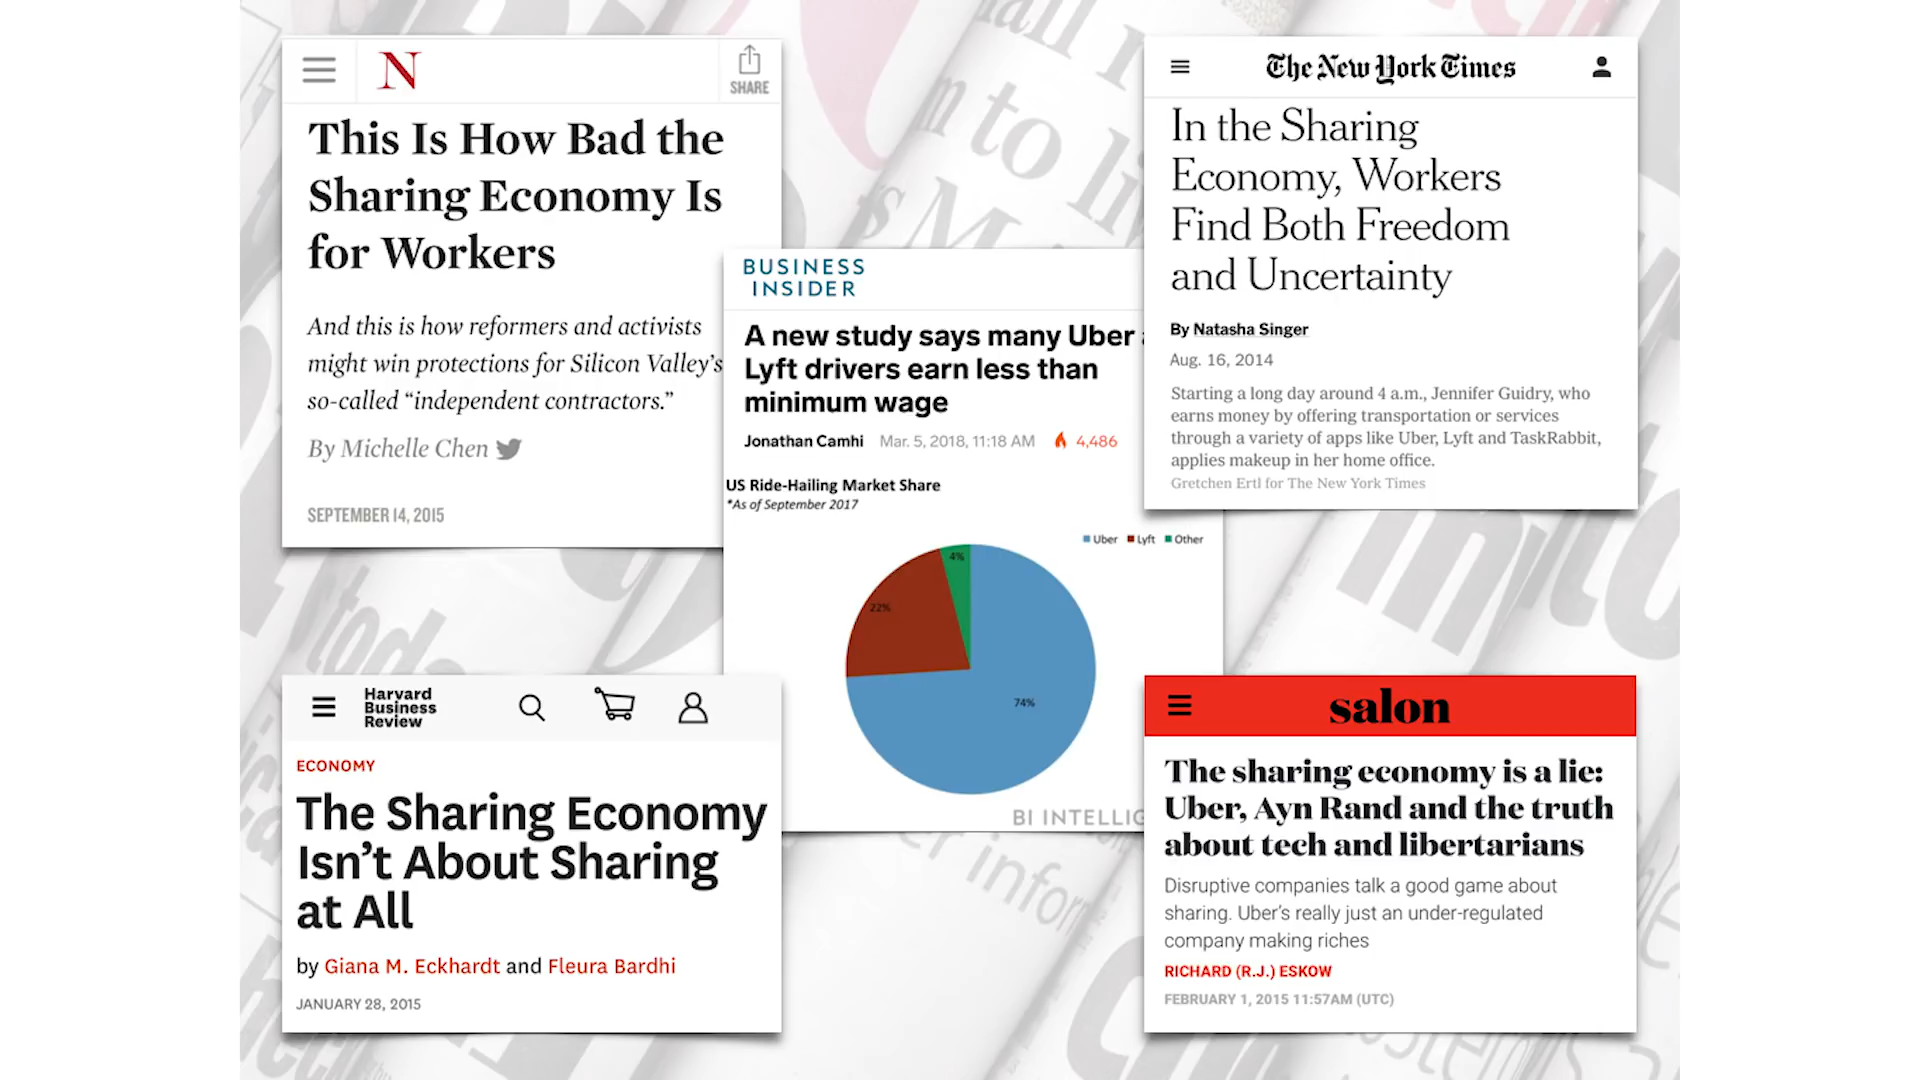 N
SHARE
This Is How Bad the
Sharing Economy Is
for Workers
And this is how reformers and activists
might win protections for Silicon Valley's
so-called “independent contractors.”
By Michelle Chen
SEPTEMBER 14, 2015
BUSINESS
INSIDER
A new study says many Uber
Lyft drivers earn less than
minimum wage
Jonathan Camhi Mar. 5, 2018, 11:18 AM 4,486
US Ride-Hailing Market Share
*As of September 2017
Uber Lyft Other
4%
22%
74%
BI INTELLIG
The New York Times
In the Sharing
Economy, Workers
Find Both Freedom
and Uncertainty
By Natasha Singer
Aug. 16, 2014
Starting a long day around 4 a.m., Jennifer Guidry, who
earns money by offering transportation or services
through a variety of apps like Uber, Lyft and TaskRabbit,
applies makeup in her home office.
Gretchen Ertl for The New York Times
Harvard
Business
Review
ECONOMY
The Sharing Economy
Isn't About Sharing
at All
by Giana M. Eckhardt and Fleura Bardhi
JANUARY 28, 2015
salon
The sharing economy is a lie:
Uber, Ayn Rand and the truth
about tech and libertarians
Disruptive companies talk a good game about
sharing. Uber's really just an under-regulated
company making riches
RICHARD (R.J.) ESKOW
FEBRUARY 1, 2015 11:57AM (UTC)